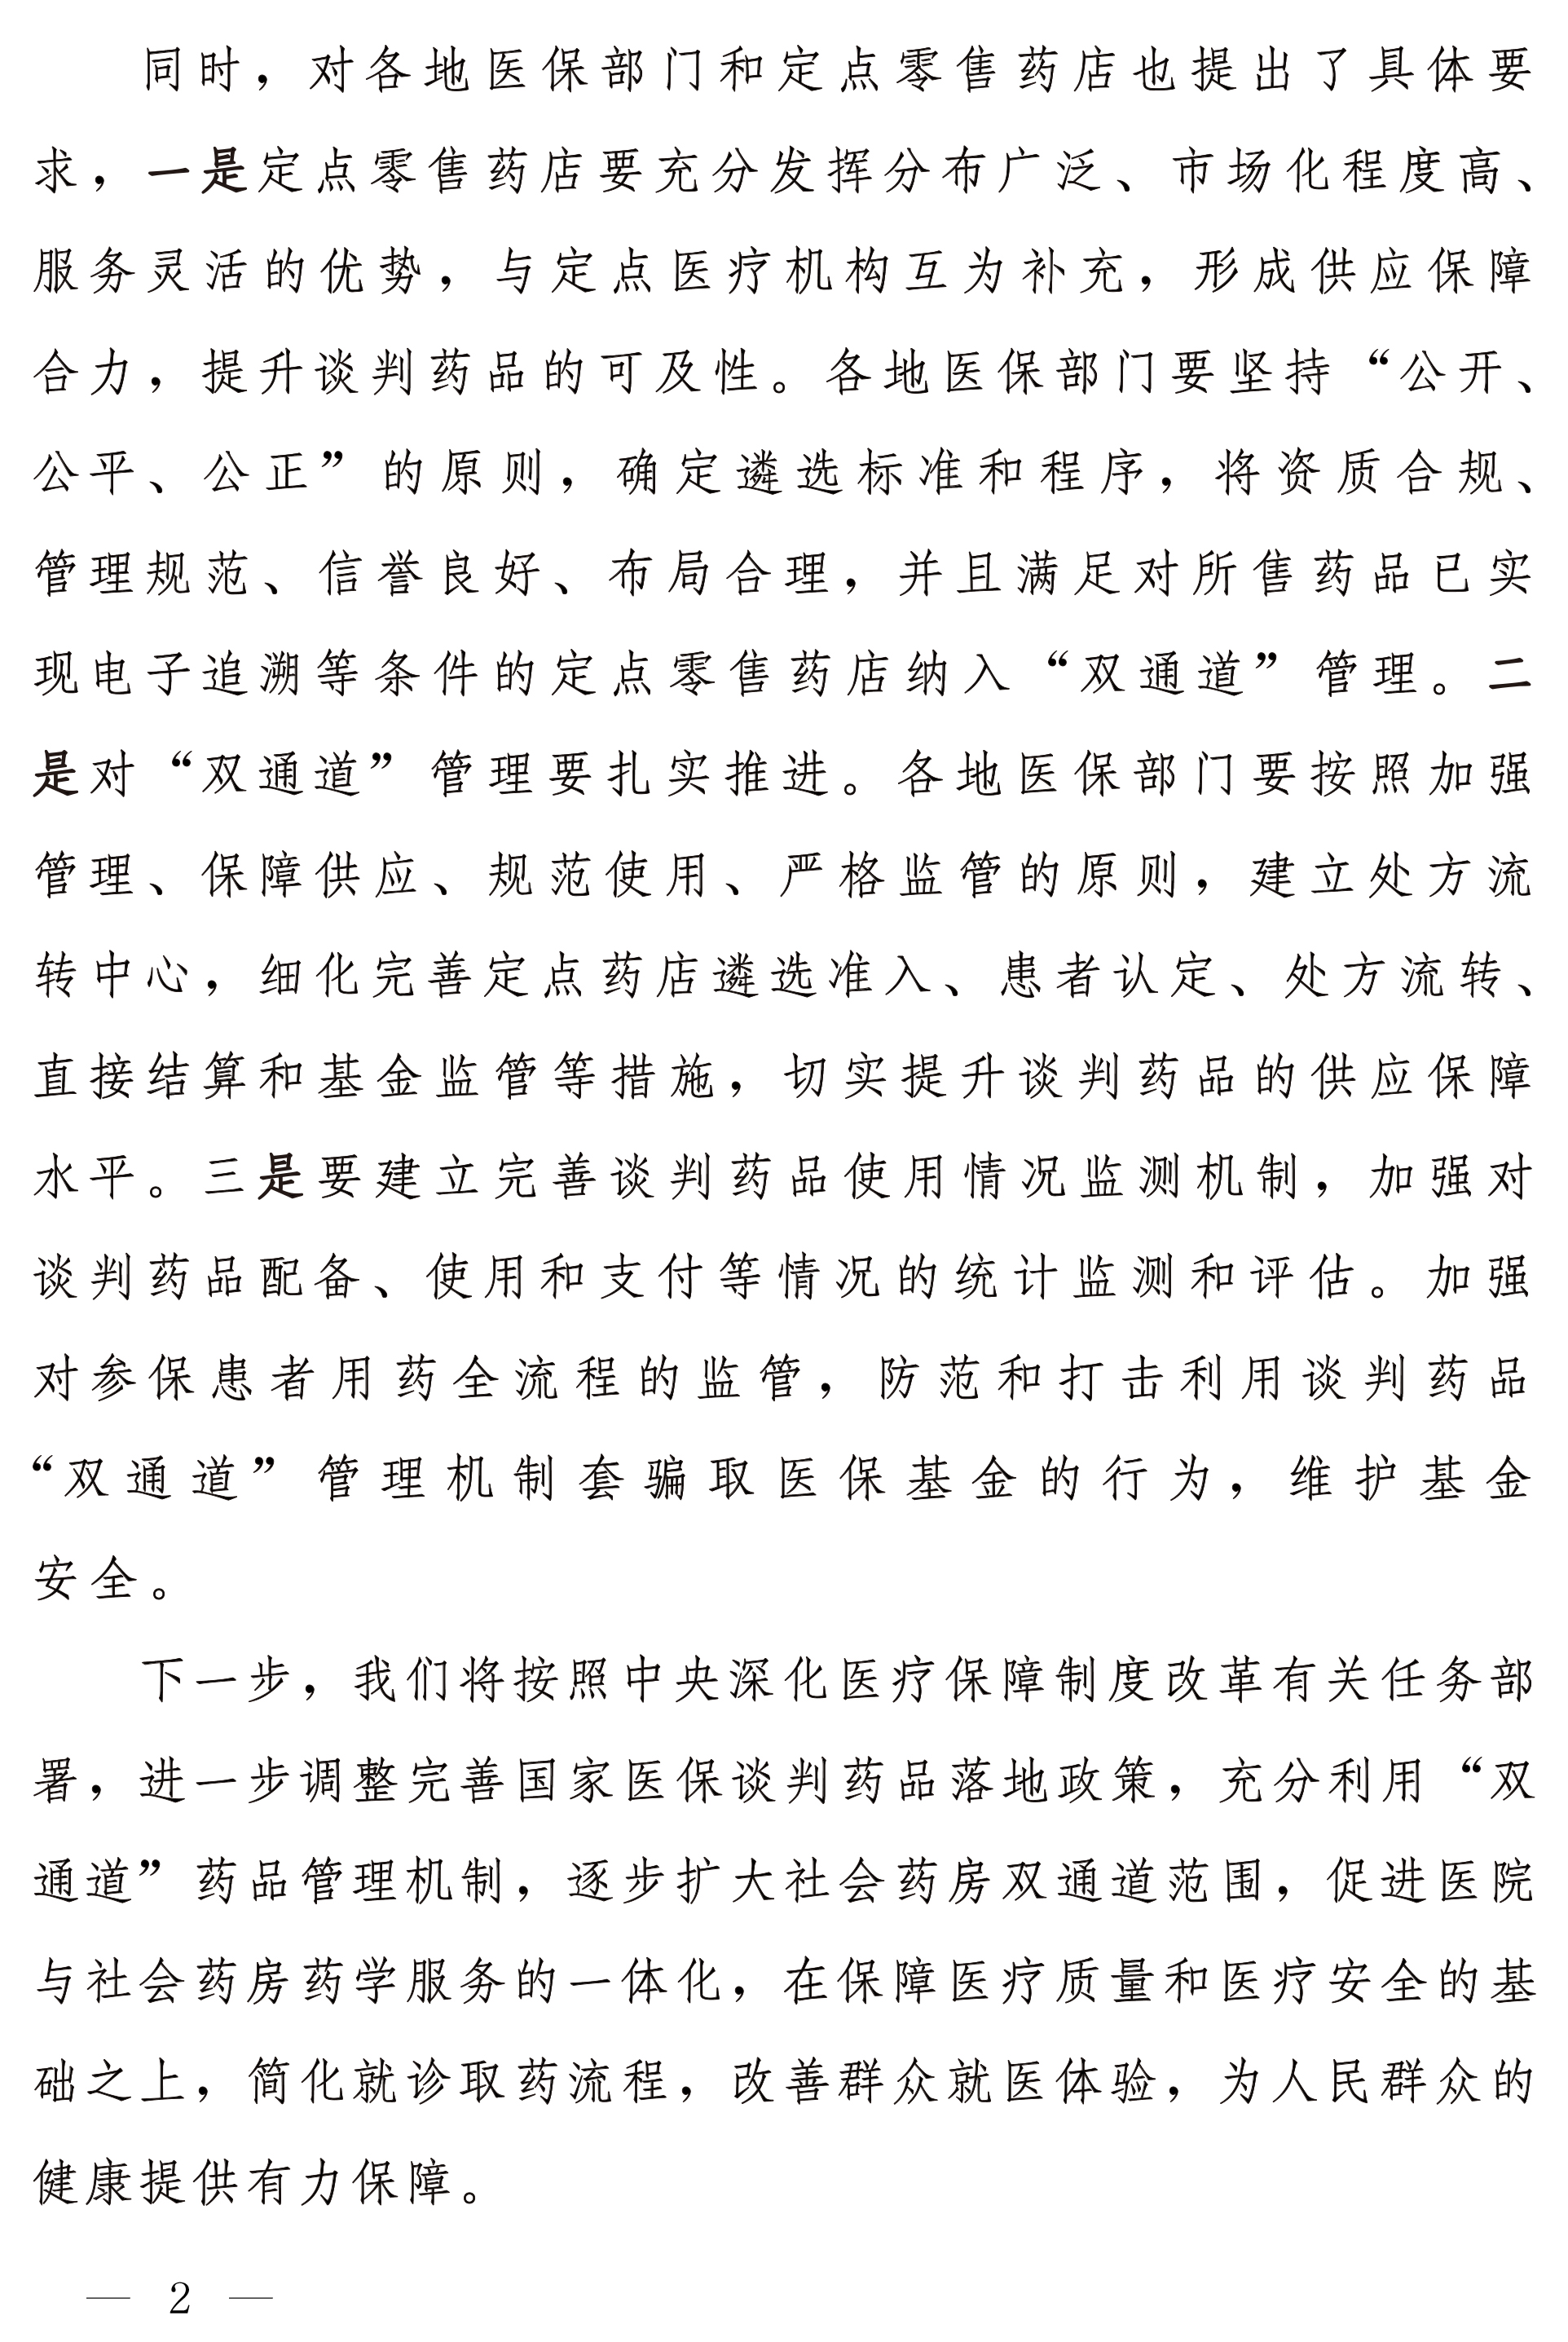 同时，对各地医保部门和定点零售药店也提出了具体要
求，一是定点零售药店要充分发挥分布广泛、市场化程度高、
服务灵活的优势，与定点医疗机构互为补充，形成供应保障
合力，提升谈判药品的可及性。各地医保部门要坚持“公开、
公平、公正”的原则，确定遴选标准和程序，将资质合规、
管理规范、信誉良好、布局合理，并且满足对所售药品已实
现电子追溯等条件的定点零售药店纳入“双通道”管理。二
是对“双通道”管理要扎实推进。各地医保部门要按照加强
管理、保障供应、规范使用、严格监管的原则，建立处方流
转中心，细化完善定点药店遴选准入、患者认定、处方流转、
直接结算和基金监管等措施，切实提升谈判药品的供应保障
水平。三是要建立完善谈判药品使用情况监测机制，加强对
谈判药品配备、使用和支付等情况的统计监测和评估。加强
对参保患者用药全流程的监管，防范和打击利用谈判药品
“双通道”管理机制套骗取医保基金的行为，维护基金
安全。
下一步，我们将按照中央深化医疗保障制度改革有关任务部
署，进一步调整完善国家医保谈判药品落地政策，充分利用“双
通道”药品管理机制，逐步扩大社会药房双通道范围，促进医院
与社会药房药学服务的一体化，在保障医疗质量和医疗安全的基
础之上，简化就诊取药流程，改善群众就医体验，为人民群众的
健康提供有力保障。
— 2 —